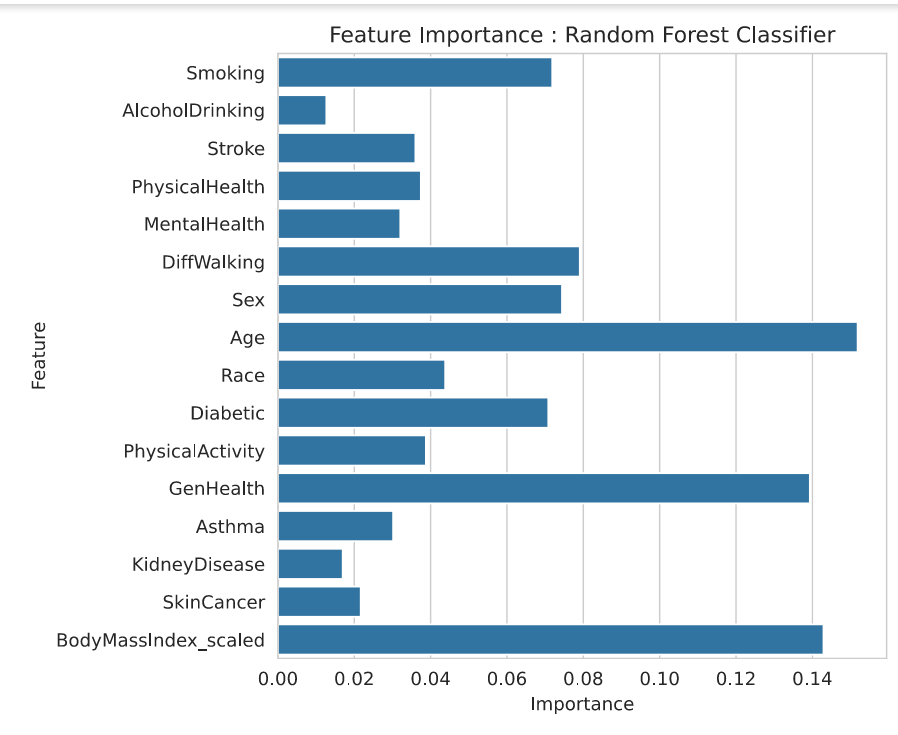 Feature Importance : Random Forest Classifier
Smoking
AlcoholDrinking
Stroke
PhysicalHealth
MentalHealth
DiffWalking
Sex
Age
Race
Diabetic
PhysicalActivity
GenHealth
Asthma
KidneyDisease
SkinCancer
BodyMassIndex_scaled
Feature
0.00 0.02 0.04 0.06 0.08 0.10 0.12 0.14
Importance